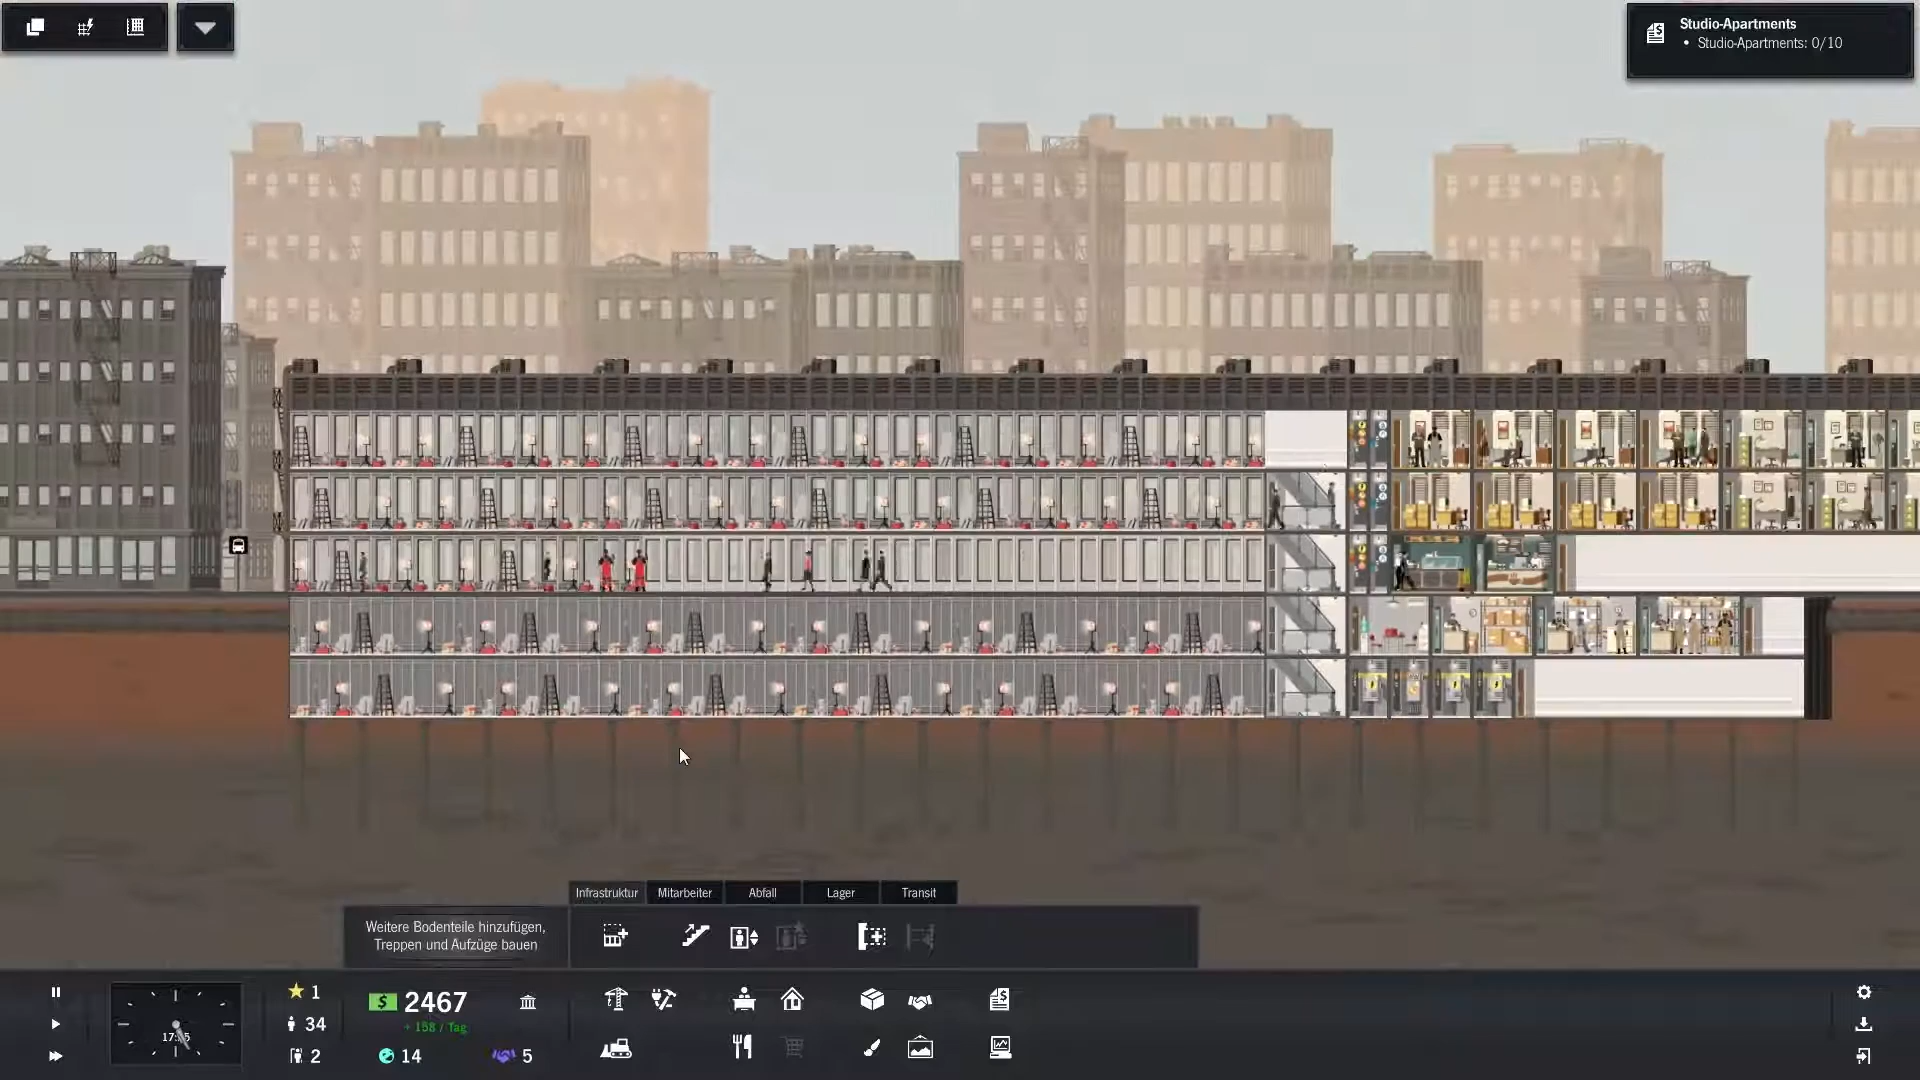 Studio-Apartments
• Studio-Apartments: 0/10
Infrastruktur
Mitarbeiter
Abfall
Lager
Transit
Weitere Bodenteile hinzufügen,
Treppen und Aufzüge bauen
1
34
2
$ 2467
+ 158 / Tag
14
5